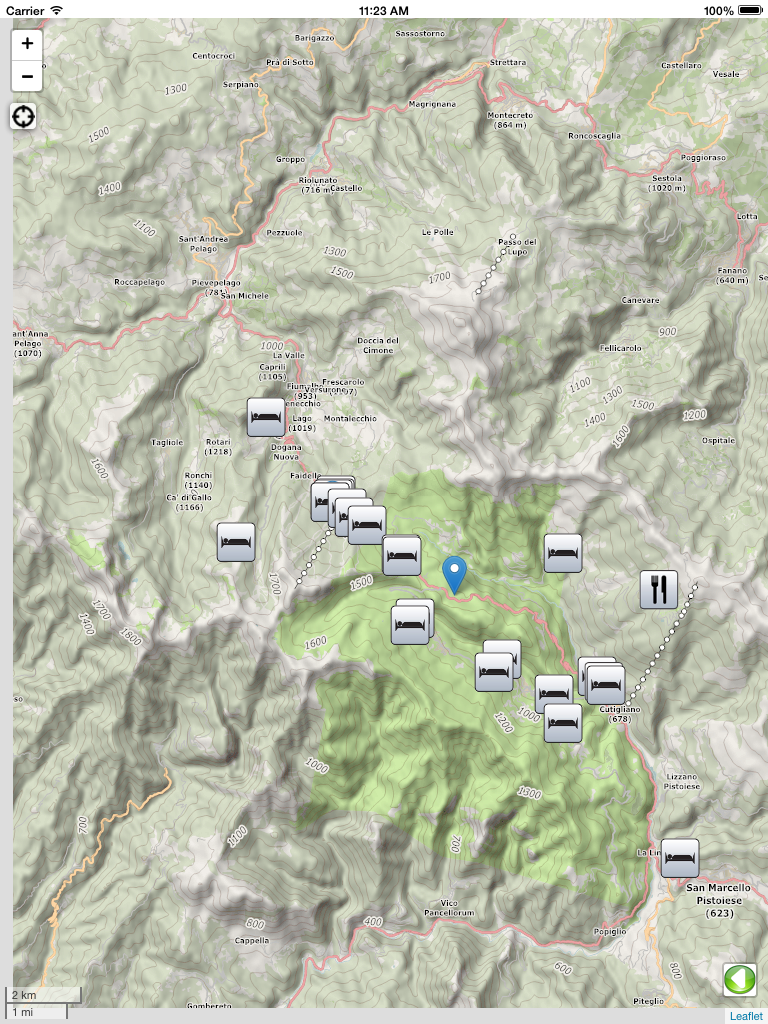 Carrier
11:23 AM
100%
Sassostorno
Barigazzo
Centocroci
Prà di Sotto
Strettara
Castellaro
Vesale
+
−
Serpiano
1300
Magrignana
Montecreto
(864 m)
Roncoscaglia
1500
Groppo
Poggioraso
Riolunato
(716 m)
Castello
Sestola
(1020 m)
1400
Lotta
1100
Pezzuole
Le Polle
Sant'Andrea
Pelago
Passo del
Lupo
1300
1500
1700
Fanano
(640 m)
Roccapelago
Pievepelago
San Michele
Canevare
900
ant'Anna
Pelago
(1070)
1000
La Valle
Doccia del
Cimone
Fellicarolo
Caprili
(1105)
Frescarolo
(953)
1100
1300
1500
1400
1200
Lago
(1019)
Montalecchio
1600
Ospitale
Tagliole
Rotari
(1218)
Dogana
Nuova
1600
Ronchi
(1140)
Faidello
Ca' di Gallo
(1166)
1700
1500
1700
1400
1800
1600
so
1200
1000
Cutigliano
(678)
1000
1300
Lizzano
Pistoiese
700
1100
700
La Lin
San Marcello
Pistoiese
(623)
Vico
Pancellorum
800
400
Popiglio
Cappella
600
800
2 km
1 mi
Gombereto
Piteglio
Leaflet